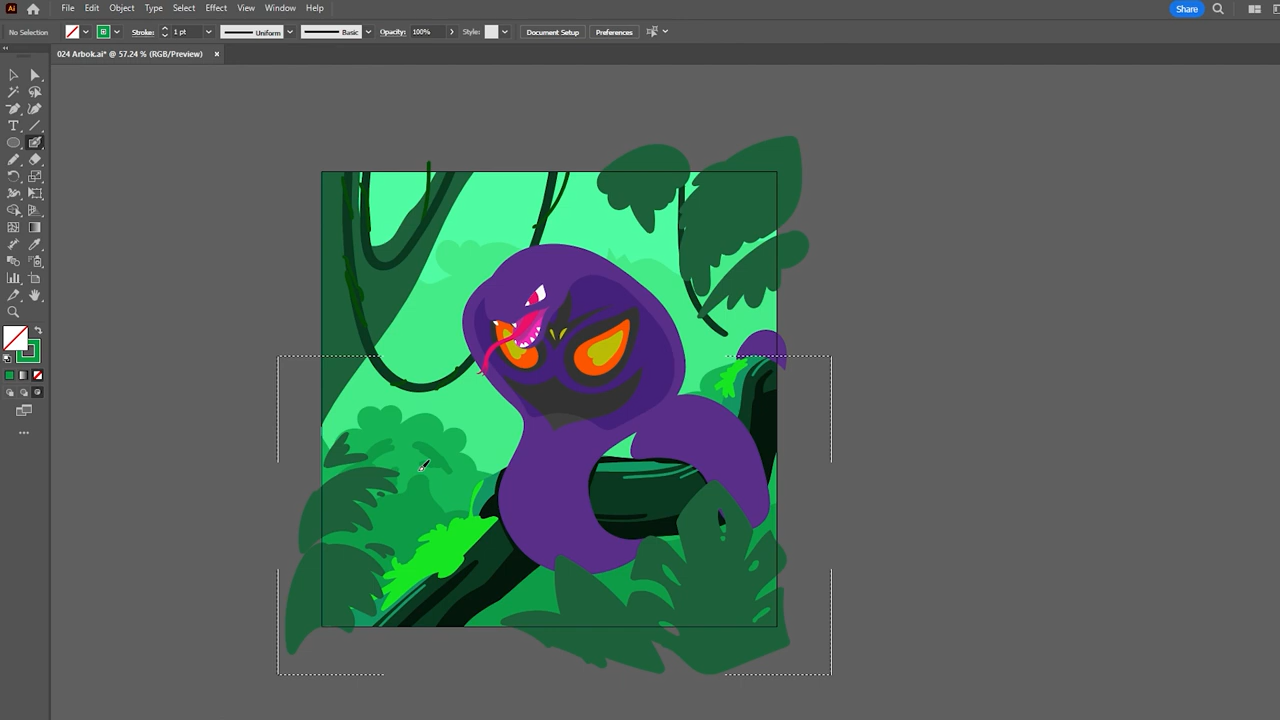 Ai File Edit Object Type Select Effect View Window Help Share
No Selection Stroke: 1 pt Uniform Basic Opacity: 100% Style: Document Setup Preferences
024 Arbok.ai* @ 57.24 % (RGB/Preview) ×
T